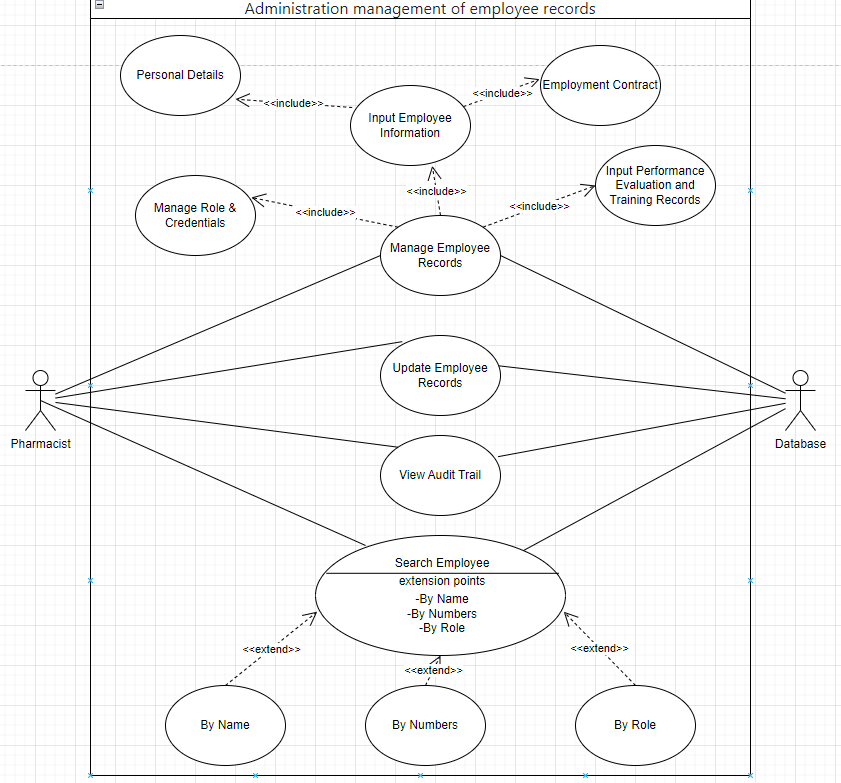 Administration management of employee records
Personal Details
<<include>>
<<include>>
Employment Contract
Input Employee
Information
<<include>>
Input Performance
Evaluation and
Training Records
Manage Role &
Credentials
<<include>>
<<include>>
Manage Employee
Records
Update Employee
Records
Pharmacist
Database
View Audit Trail
Search Employee
extension points
-By Name
-By Numbers
-By Role
<<extend>>
<<extend>>
<<extend>>
By Name
By Numbers
By Role